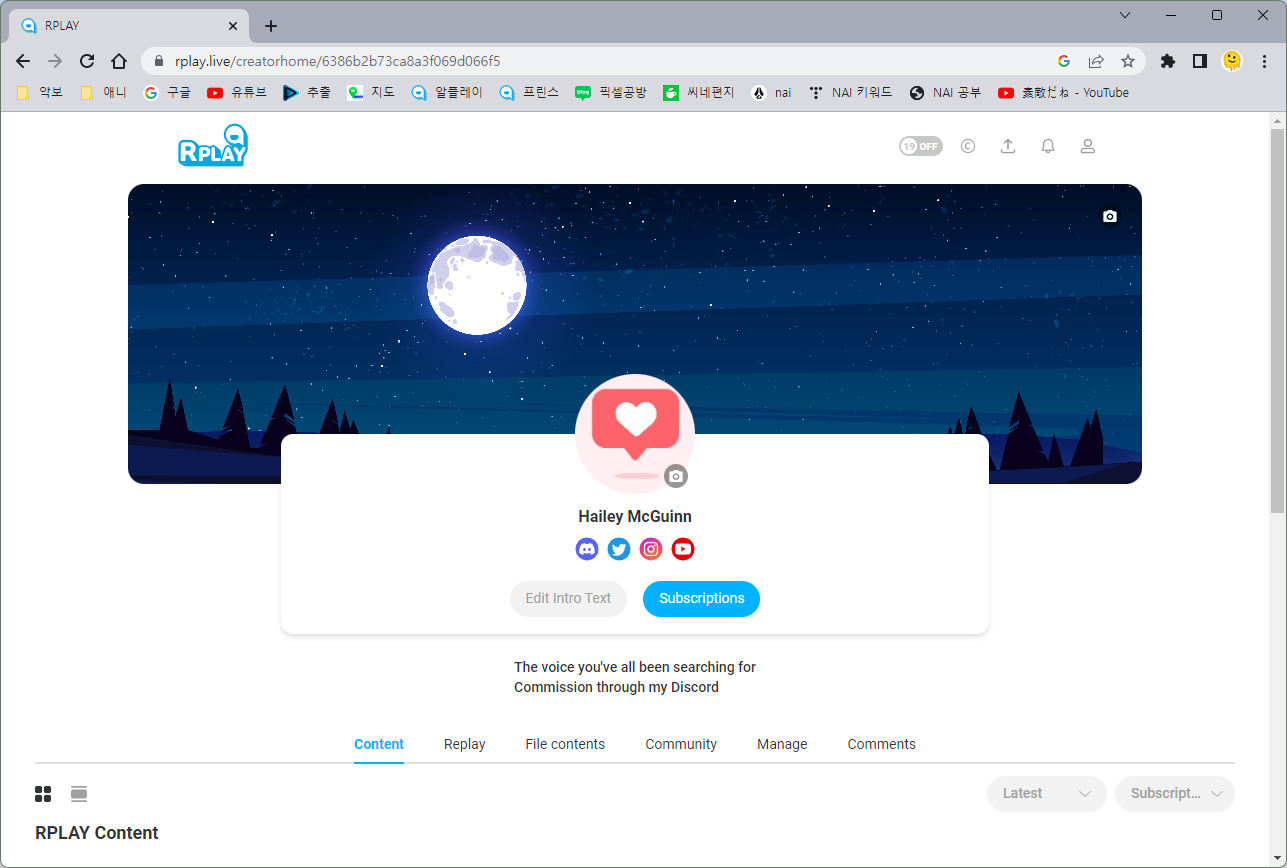 RPLAY
rplay.live/creatorhome/6386b2b73ca8a3f069d066f5
악보 애니 구글 유튜브 추출 지도 알플레이 프린스 픽셀공방 씨네편지 nai NAI 키워드 NAI 공부 素敵だね - YouTube
RPLAY
19 OFF
Hailey McGuinn
Edit Intro Text Subscriptions
The voice you've all been searching for
Commission through my Discord
Content Replay File contents Community Manage Comments
Latest Subscript...
RPLAY Content